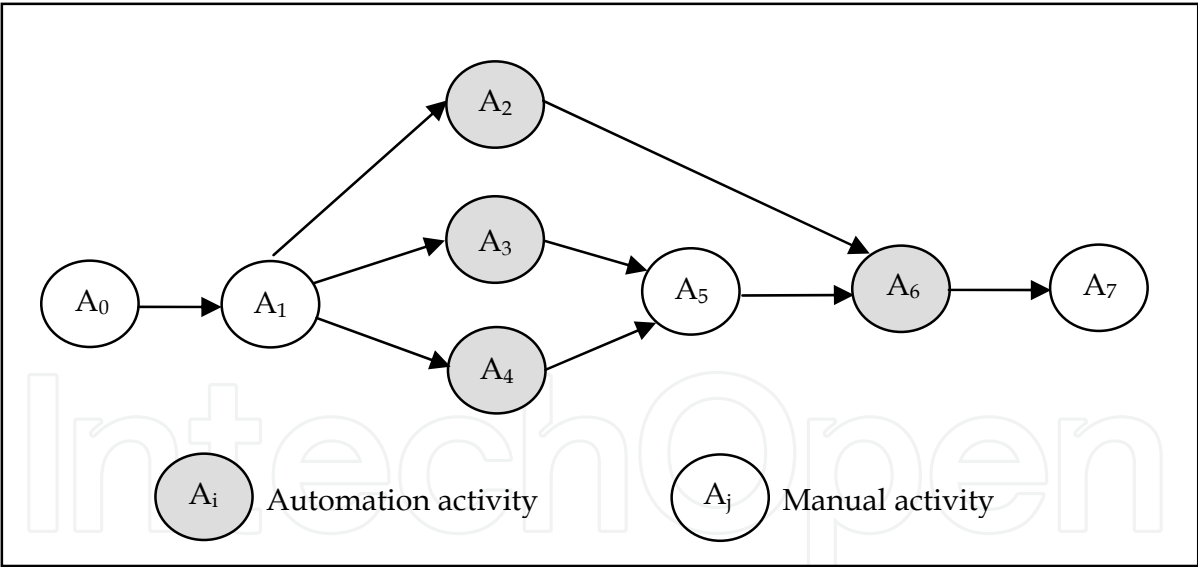 A₂
A₃
A₀
A₁
A₅
A₆
A₇
A₄
IntechOpen
Aᵢ Automation activity
Aⱼ Manual activity